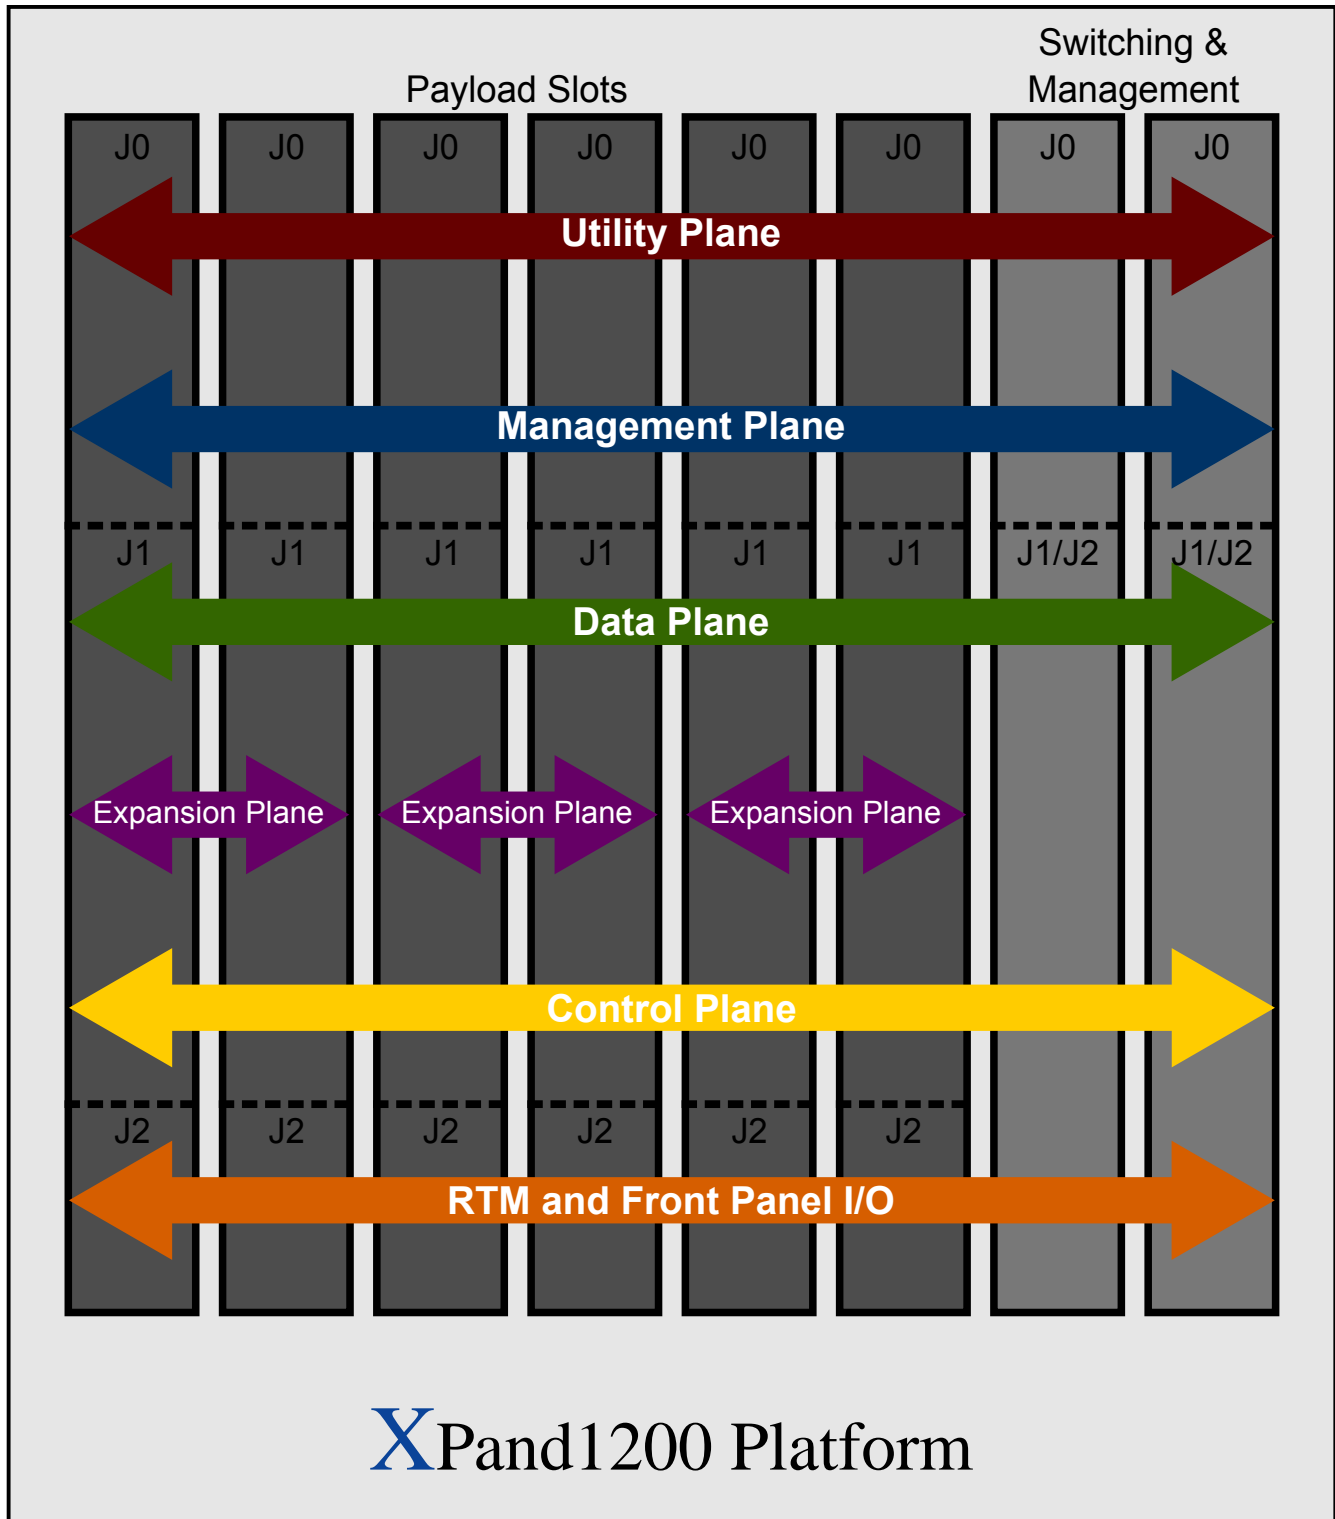 Switching &
Management
Payload Slots
J0 J0 J0 J0 J0 J0 J0 J0
Utility Plane
Management Plane
J1 J1 J1 J1 J1 J1 J1/J2 J1/J2
Data Plane
Expansion Plane Expansion Plane Expansion Plane
Control Plane
J2 J2 J2 J2 J2 J2
RTM and Front Panel I/O
XPand1200 Platform